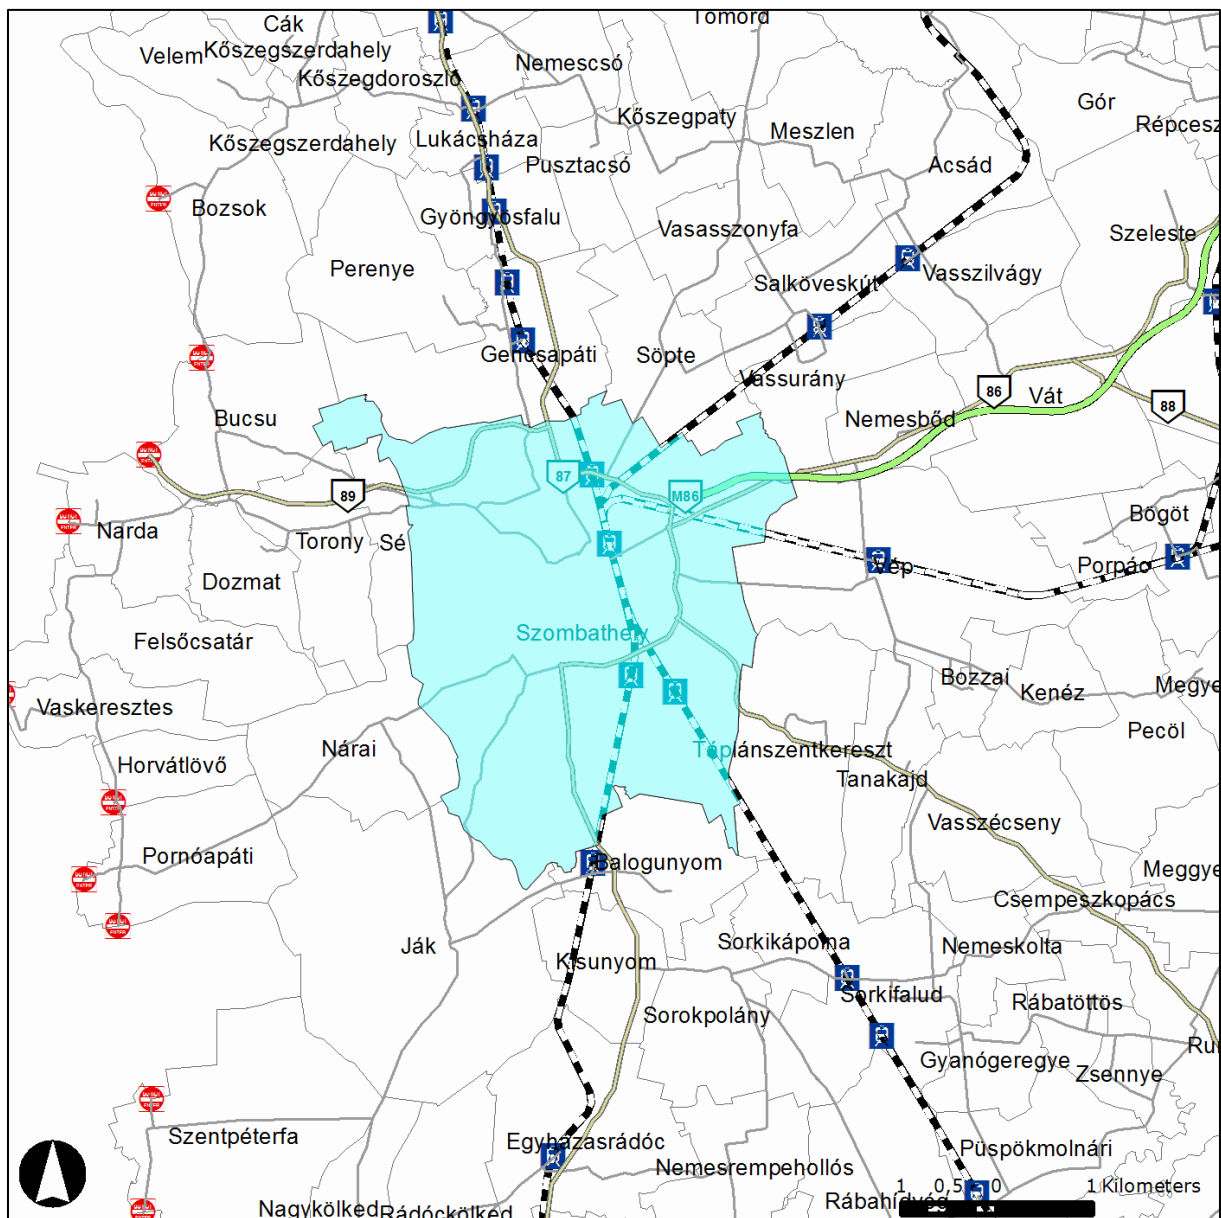 Cák
Tömörd
Velem
Kőszegszerdahely
Kőszegdoroszló
Nemescsó
Gór
Kőszegpaty
Répcesz
Meszlen
Kőszegszerdahely
Lukácsháza
Pusztacsó
Acsád
Bozsok
Gyöngyösfalu
Vasasszonyfa
Szeleste
Perenye
Salköveskút
Vasszilvágy
Gencsapáti
Söpte
Vassurány
86
Vát
88
Bucsu
Nemesbőd
87
89
M86
Narda
Torony
Sé
Bögöt
Vép
Porpác
Dozmat
Felsőcsatár
Szombathely
Bozzai
Kenéz
Megye
Vaskeresztes
Pecöl
Nárai
Táplánszentkereszt
Horvátlövő
Tanakajd
Vasszécseny
Pornóapáti
Balogunyom
Meggye
Csempeszkopács
Ják
Sorkikápolna
Nemeskolta
Kisunyom
Sorkifalud
Rábatöttös
Sorokpolány
Gyanógeregye
Zsennye
Rum
Szentpéterfa
Egyházasrádóc
Püspökmolnári
Nemesrempehollós
1 0,5 0 1 Kilometers
Rábahídvég
Nagykölked
Rádóckölked